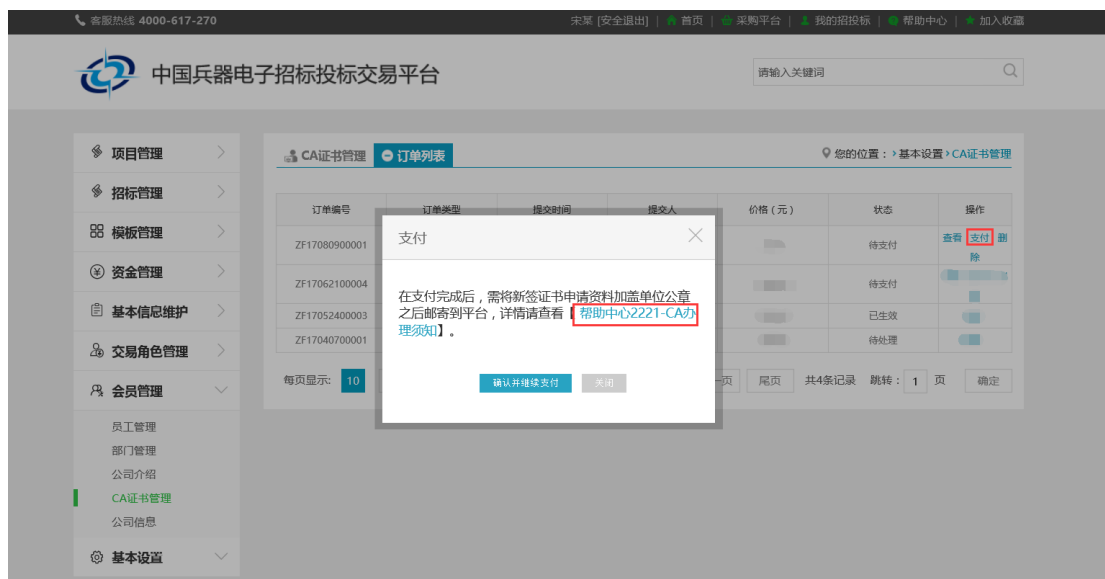 客服热线 4000-617-270
宋某 [安全退出] | 首页 | 采购平台 | 我的招投标 | 帮助中心 | 加入收藏
中国兵器电子招标投标交易平台
请输入关键词
项目管理
招标管理
模板管理
资金管理
基本信息维护
交易角色管理
会员管理
员工管理
部门管理
公司介绍
CA证书管理
公司信息
基本设置
CA证书管理 订单列表
您的位置：›基本设置›CA证书管理
订单编号 订单类型 提交时间 提交人 价格（元） 状态 操作
ZF17080900001 待支付 查看 支付 删
除
ZF17062100004 待支付
ZF17052400003 已生效
ZF17040700001 待处理
支付
在支付完成后，需将新签证书申请资料加盖单位公章
之后邮寄到平台，详情请查看【帮助中心2221-CA办
理须知】。
确认并继续支付 关闭
每页显示: 10 一页 尾页 共4条记录 跳转： 1 页 确定